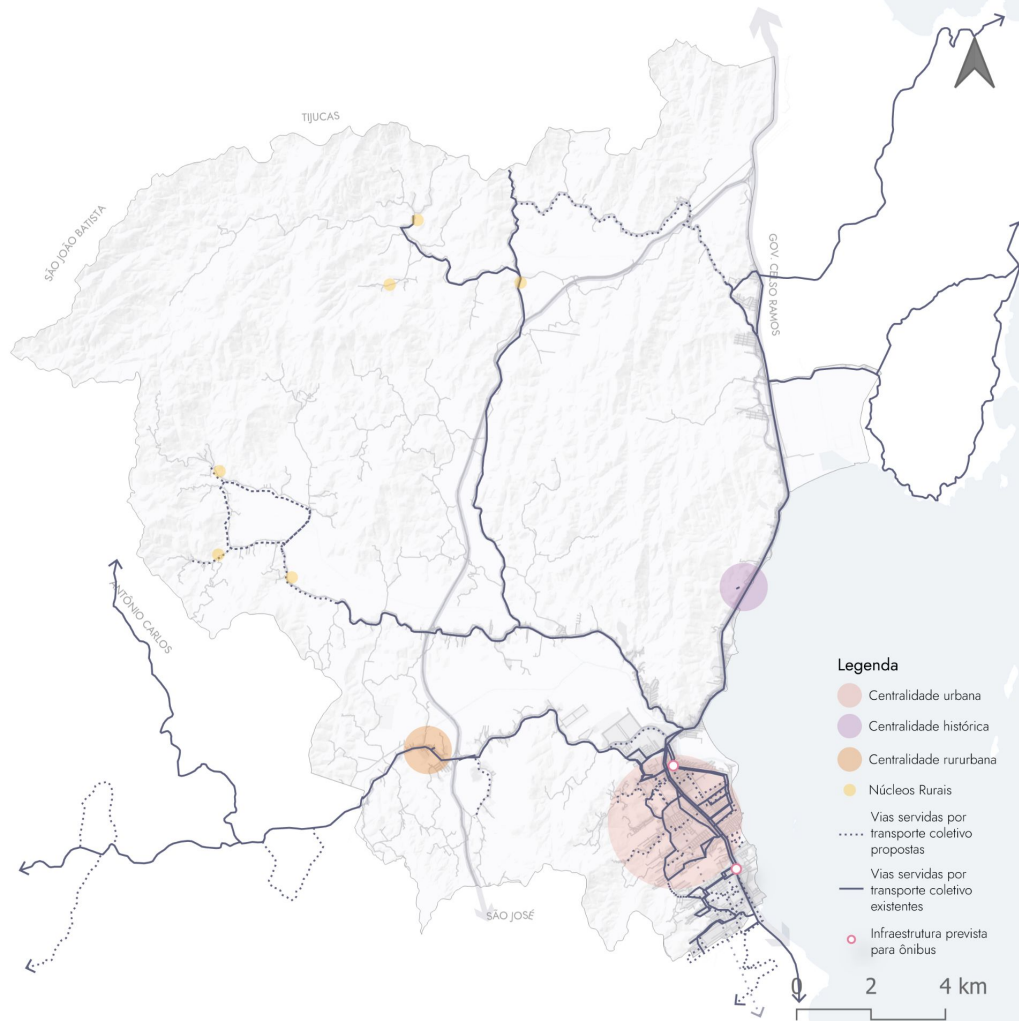 TIJUCAS
SÃO JOÃO BATISTA
GOV. CELSO RAMOS
ANTÔNIO CARLOS
SÃO JOSÉ
Legenda
Centralidade urbana
Centralidade histórica
Centralidade rururbana
Núcleos Rurais
Vias servidas por
transporte coletivo
propostas
Vias servidas por
transporte coletivo
existentes
Infraestrutura prevista
para ônibus
0 2 4 km